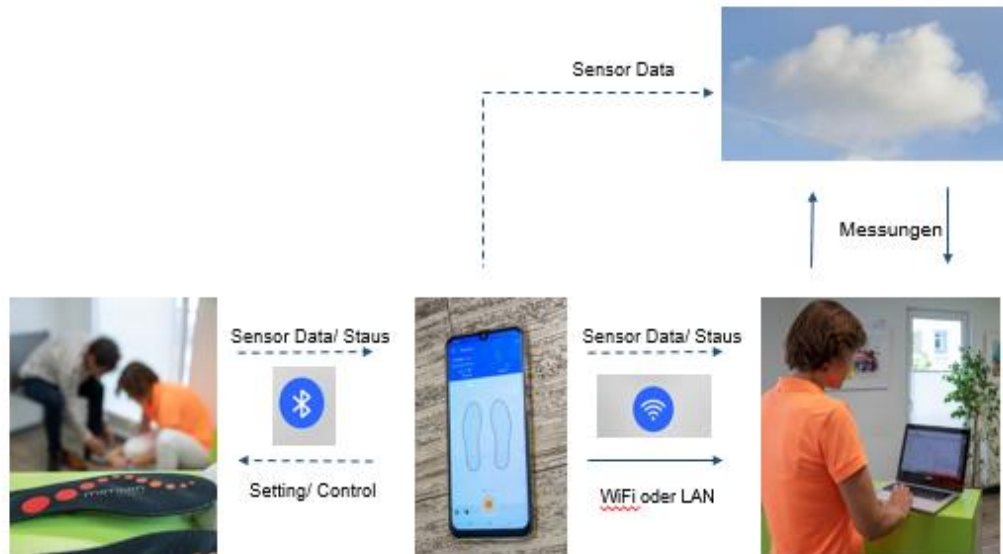 Sensor Data
Messungen
Sensor Data/ Staus
Sensor Data/ Staus
Setting/ Control
WiFi oder LAN